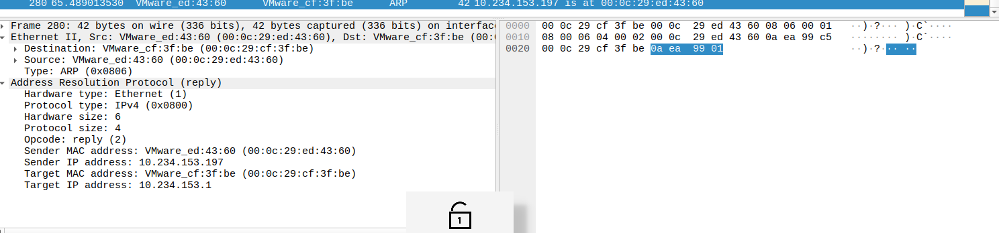 280 65.489013530 VMware_ed:43:60 VMware_cf:3f:be ARP 42 10.234.153.197 is at 00:0c:29:ed:43:60
Frame 280: 42 bytes on wire (336 bits), 42 bytes captured (336 bits) on interfac
Ethernet II, Src: VMware_ed:43:60 (00:0c:29:ed:43:60), Dst: VMware_cf:3f:be (00:
Destination: VMware_cf:3f:be (00:0c:29:cf:3f:be)
Source: VMware_ed:43:60 (00:0c:29:ed:43:60)
Type: ARP (0x0806)
Address Resolution Protocol (reply)
Hardware type: Ethernet (1)
Protocol type: IPv4 (0x0800)
Hardware size: 6
Protocol size: 4
Opcode: reply (2)
Sender MAC address: VMware_ed:43:60 (00:0c:29:ed:43:60)
Sender IP address: 10.234.153.197
Target MAC address: VMware_cf:3f:be (00:0c:29:cf:3f:be)
Target IP address: 10.234.153.1
0000 00 0c 29 cf 3f be 00 0c 29 ed 43 60 08 06 00 01 ··)·?··· )·C`····
0010 08 00 06 04 00 02 00 0c 29 ed 43 60 0a ea 99 c5 ········ )·C`····
0020 00 0c 29 cf 3f be 0a ea 99 01 ··)·?··· ··
1